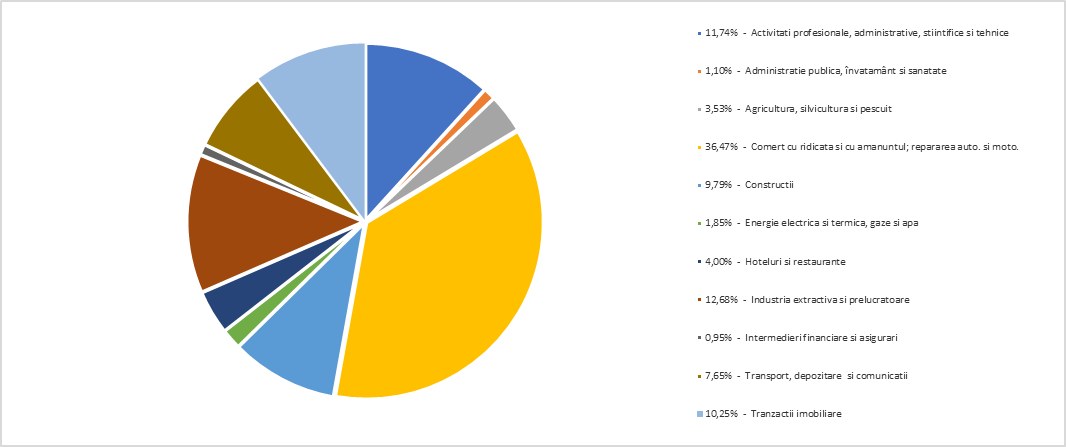 11,74% - Activitati profesionale, administrative, stiintifice si tehnice
1,10% - Administratie publica, învatamânt si sanatate
3,53% - Agricultura, silvicultura si pescuit
36,47% - Comert cu ridicata si cu amanuntul; repararea auto. si moto.
9,79% - Constructii
1,85% - Energie electrica si termica, gaze si apa
4,00% - Hoteluri si restaurante
12,68% - Industria extractiva si prelucratoare
0,95% - Intermedieri financiare si asigurari
7,65% - Transport, depozitare  si comunicatii
10,25% - Tranzactii imobiliare